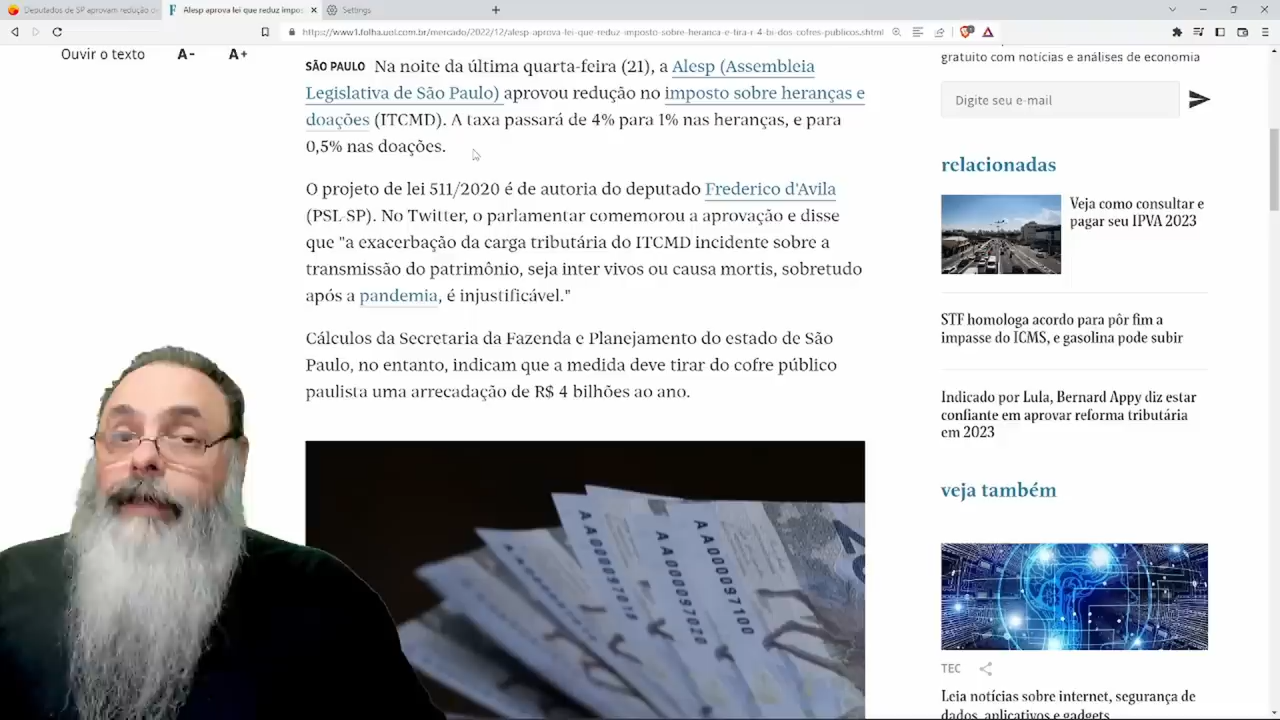 Deputados de SP aprovam redução de
Alesp aprova lei que reduz impos
Settings
https://www1.folha.uol.com.br/mercado/2022/12/alesp-aprova-lei-que-reduz-imposto-sobre-heranca-e-tira-r-4-bi-dos-cofres-publicos.shtml
Ouvir o texto A- A+
SÃO PAULO Na noite da última quarta-feira (21), a Alesp (Assembleia
Legislativa de São Paulo) aprovou redução no imposto sobre heranças e
doações (ITCMD). A taxa passará de 4% para 1% nas heranças, e para
0,5% nas doações.
O projeto de lei 511/2020 é de autoria do deputado Frederico d'Avila
(PSL-SP). No Twitter, o parlamentar comemorou a aprovação e disse
que "a exacerbação da carga tributária do ITCMD incidente sobre a
transmissão do patrimônio, seja inter vivos ou causa mortis, sobretudo
após a pandemia, é injustificável."
Cálculos da Secretaria da Fazenda e Planejamento do estado de São
Paulo, no entanto, indicam que a medida deve tirar do cofre público
paulista uma arrecadação de R$ 4 bilhões ao ano.
AA000097100
AA000097020
gratuito com notícias e análises de economia
Digite seu e-mail
relacionadas
Veja como consultar e
pagar seu IPVA 2023
STF homologa acordo para pôr fim a
impasse do ICMS, e gasolina pode subir
Indicado por Lula, Bernard Appy diz estar
confiante em aprovar reforma tributária
em 2023
veja também
TEC
Leia notícias sobre internet, segurança de
dados, aplicativos e gadgets